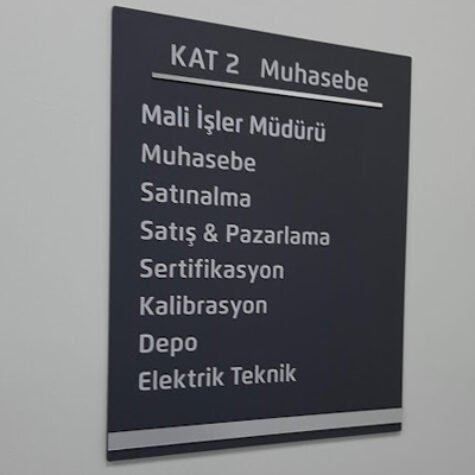 KAT 2 Muhasebe
Mali İşler Müdürü
Muhasebe
Satınalma
Satış & Pazarlama
Sertifikasyon
Kalibrasyon
Depo
Elektrik Teknik